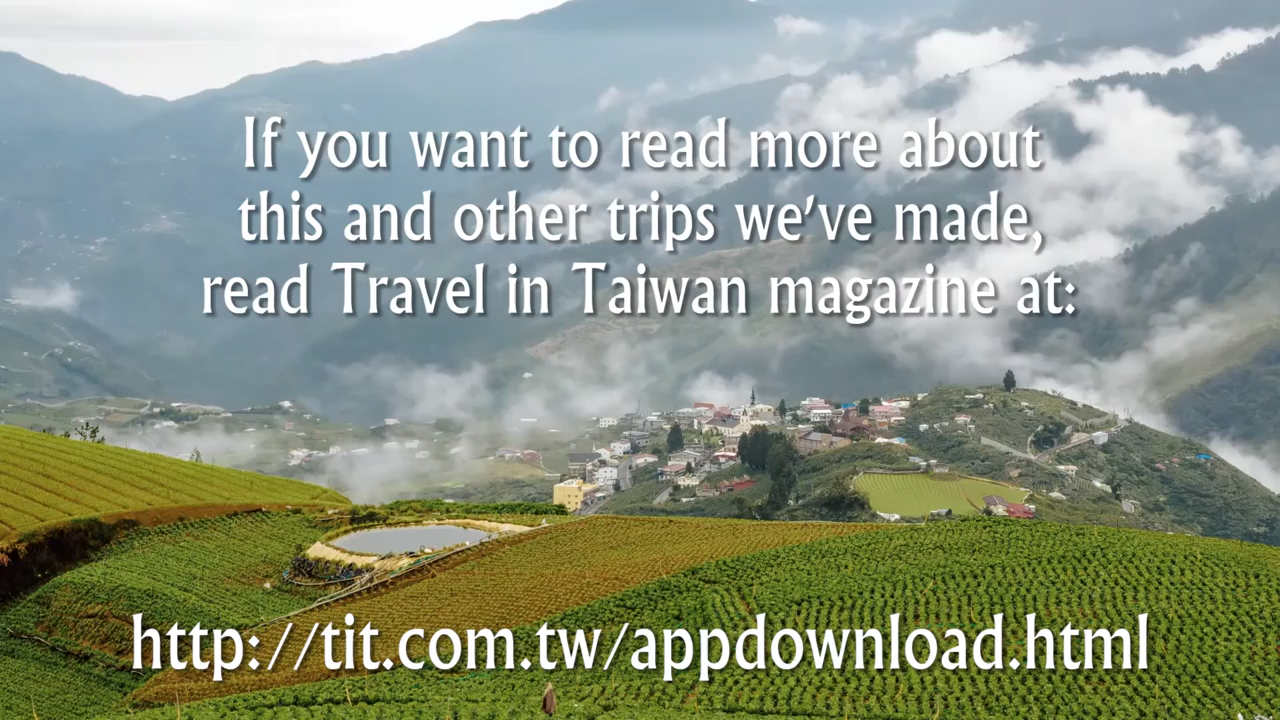 If you want to read more about
this and other trips we've made,
read Travel in Taiwan magazine at:
http://tit.com.tw/appdownload.html